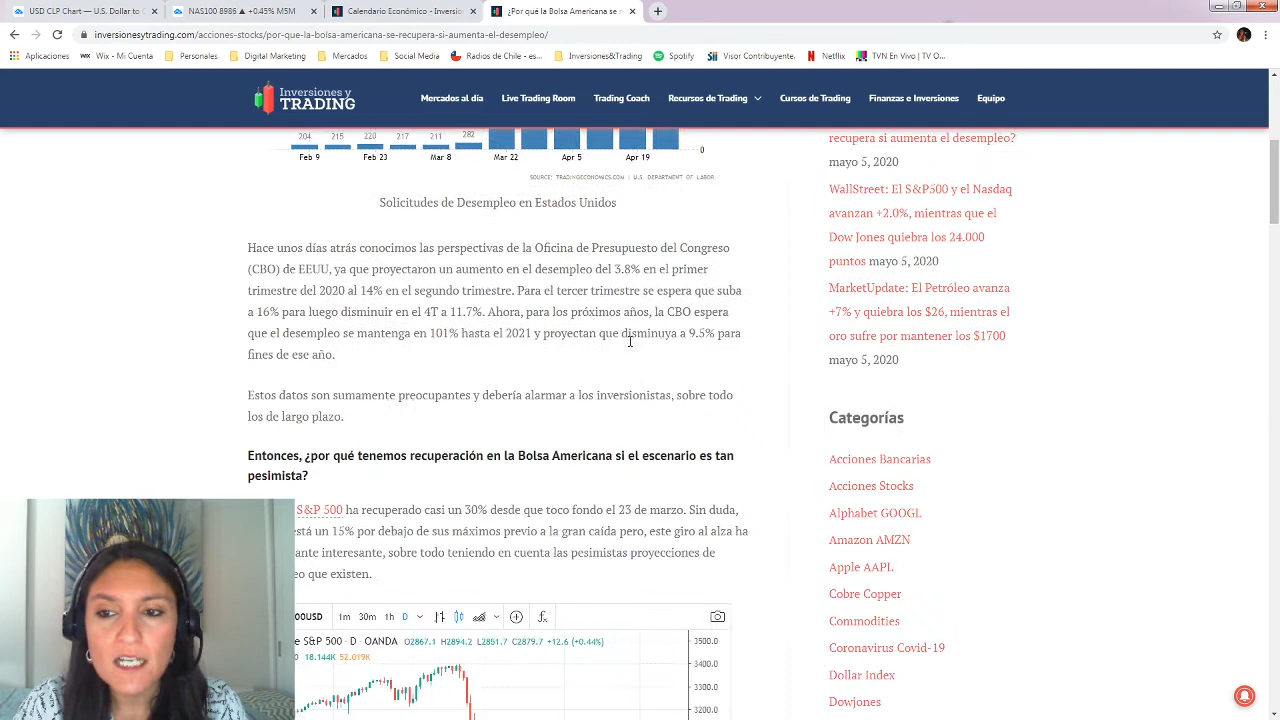 USD CLP Chart — U.S. Dollar to C
NAS100 8986 ▲ +0.45% M5M
Calendario Económico - Inversio
¿Por qué la Bolsa Americana se re
inversionesytrading.com/acciones-stocks/por-que-la-bolsa-americana-se-recupera-si-aumenta-el-desempleo/
Aplicaciones
Wix - Mi Cuenta
Personales
Digital Marketing
Mercados
Social Media
Radios de Chile - es...
Inversiones&Trading
Spotify
Visor Contribuyente...
Netflix
TVN En Vivo | TV O...
Inversiones y
TRADING
Mercados al día
Live Trading Room
Trading Coach
Recursos de Trading
Cursos de Trading
Finanzas e Inversiones
Equipo
204 215 220 217 211 282
0
Feb 9 Feb 23 Mar 8 Mar 22 Apr 5 Apr 19
SOURCE: TRADINGECONOMICS.COM | U.S. DEPARTMENT OF LABOR
Solicitudes de Desempleo en Estados Unidos
Hace unos días atrás conocimos las perspectivas de la Oficina de Presupuesto del Congreso
(CBO) de EEUU, ya que proyectaron un aumento en el desempleo del 3.8% en el primer
trimestre del 2020 al 14% en el segundo trimestre. Para el tercer trimestre se espera que suba
a 16% para luego disminuir en el 4T a 11.7%. Ahora, para los próximos años, la CBO espera
que el desempleo se mantenga en 101% hasta el 2021 y proyectan que disminuya a 9.5% para
fines de ese año.
Estos datos son sumamente preocupantes y debería alarmar a los inversionistas, sobre todo
los de largo plazo.
Entonces, ¿por qué tenemos recuperación en la Bolsa Americana si el escenario es tan
pesimista?
S&P 500 ha recuperado casi un 30% desde que toco fondo el 23 de marzo. Sin duda,
está un 15% por debajo de sus máximos previo a la gran caída pero, este giro al alza ha
ante interesante, sobre todo teniendo en cuenta las pesimistas proyecciones de
eo que existen.
00USD 1m 30m 1h D
e S&P 500 · D · OANDA O2867.1 H2894.2 L2851.7 C2879.7 +12.6 (+0.44%)
0 18.144K 52.019K
3500.0
3400.0
3300.0
3200.0
recupera si aumenta el desempleo?
mayo 5, 2020
WallStreet: El S&P500 y el Nasdaq
avanzan +2.0%, mientras que el
Dow Jones quiebra los 24.000
puntos mayo 5, 2020
MarketUpdate: El Petróleo avanza
+7% y quiebra los $26, mientras el
oro sufre por mantener los $1700
mayo 5, 2020
Categorías
Acciones Bancarias
Acciones Stocks
Alphabet GOOGL
Amazon AMZN
Apple AAPL
Cobre Copper
Commodities
Coronavirus Covid-19
Dollar Index
Dowjones